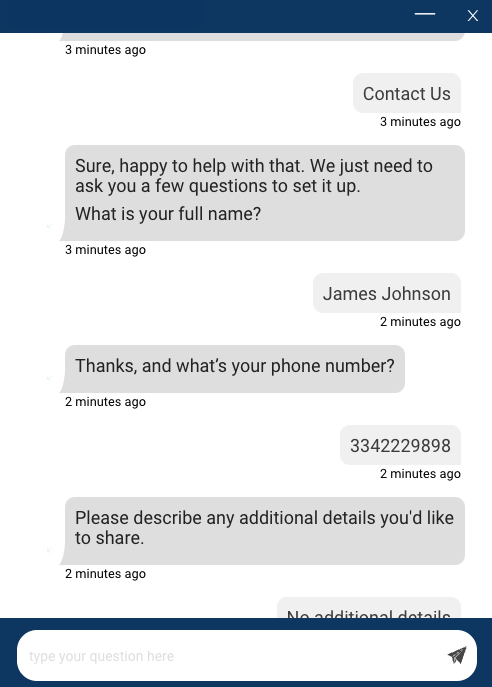 X
3 minutes ago
Contact Us
3 minutes ago
Sure, happy to help with that. We just need to
ask you a few questions to set it up.
What is your full name?
3 minutes ago
James Johnson
2 minutes ago
Thanks, and what’s your phone number?
2 minutes ago
3342229898
2 minutes ago
Please describe any additional details you'd like
to share.
2 minutes ago
No additional details
type your question here